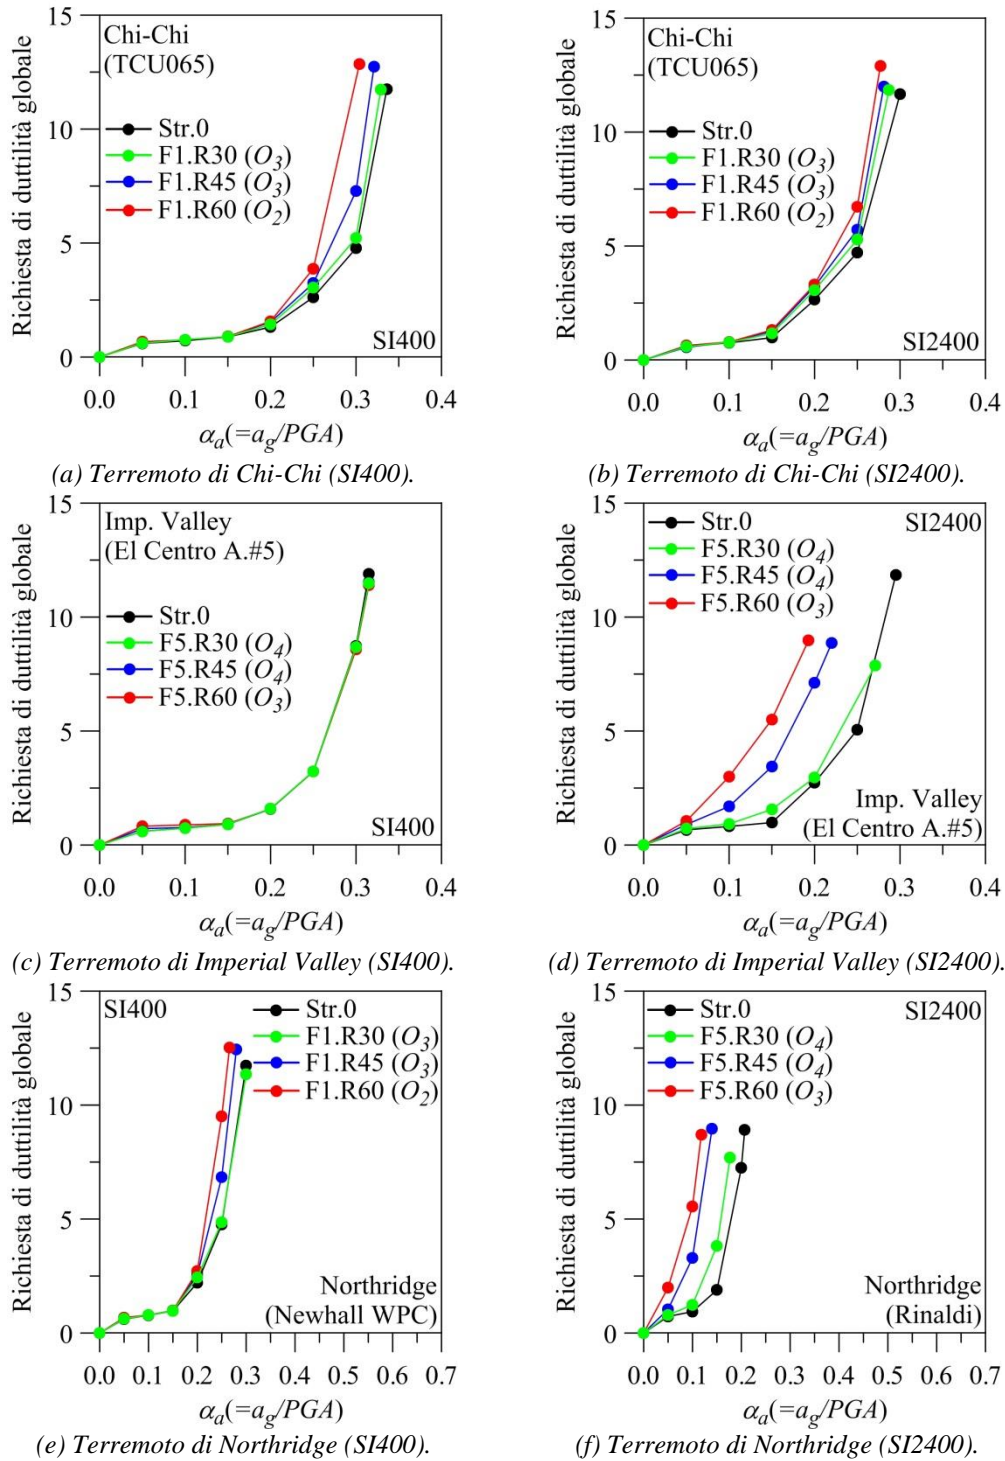 15
10
5
0
Richiesta di duttilità globale
Chi-Chi
(TCU065)
Str.0
F1.R30 (O3)
F1.R45 (O3)
F1.R60 (O2)
SI400
0.0 0.1 0.2 0.3 0.4
αa(=ag/PGA)
(a) Terremoto di Chi-Chi (SI400).
15
10
5
0
Richiesta di duttilità globale
Chi-Chi
(TCU065)
Str.0
F1.R30 (O3)
F1.R45 (O3)
F1.R60 (O2)
SI2400
0.0 0.1 0.2 0.3 0.4
αa(=ag/PGA)
(b) Terremoto di Chi-Chi (SI2400).
15
10
5
0
Richiesta di duttilità globale
Imp. Valley
(El Centro A.#5)
Str.0
F5.R30 (O4)
F5.R45 (O4)
F5.R60 (O3)
SI400
0.0 0.1 0.2 0.3 0.4
αa(=ag/PGA)
(c) Terremoto di Imperial Valley (SI400).
15
10
5
0
Richiesta di duttilità globale
Str.0
F5.R30 (O4)
F5.R45 (O4)
F5.R60 (O3)
SI2400
Imp. Valley
(El Centro A.#5)
0.0 0.1 0.2 0.3 0.4
αa(=ag/PGA)
(d) Terremoto di Imperial Valley (SI2400).
15
10
5
0
Richiesta di duttilità globale
SI400
Str.0
F1.R30 (O3)
F1.R45 (O3)
F1.R60 (O2)
Northridge
(Newhall WPC)
0.0 0.1 0.2 0.3 0.4 0.5 0.6 0.7
αa(=ag/PGA)
(e) Terremoto di Northridge (SI400).
15
10
5
0
Richiesta di duttilità globale
Str.0
F5.R30 (O4)
F5.R45 (O4)
F5.R60 (O3)
SI2400
Northridge
(Rinaldi)
0.0 0.1 0.2 0.3 0.4 0.5 0.6 0.7
αa(=ag/PGA)
(f) Terremoto di Northridge (SI2400).